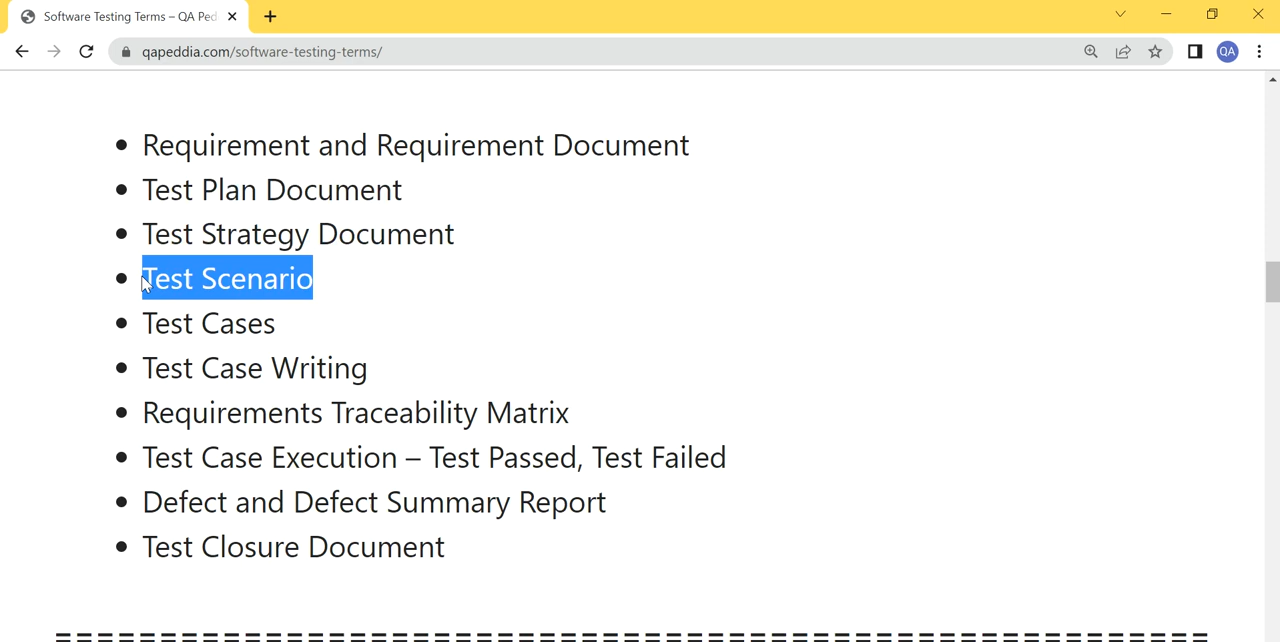 Software Testing Terms – QA Ped
qapeddia.com/software-testing-terms/
QA
Requirement and Requirement Document
Test Plan Document
Test Strategy Document
Test Scenario
Test Cases
Test Case Writing
Requirements Traceability Matrix
Test Case Execution – Test Passed, Test Failed
Defect and Defect Summary Report
Test Closure Document